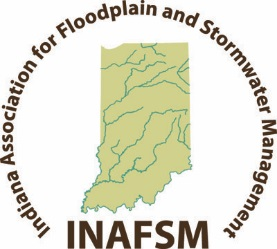 Indiana Association for Floodplain and Stormwater Management
INAFSM